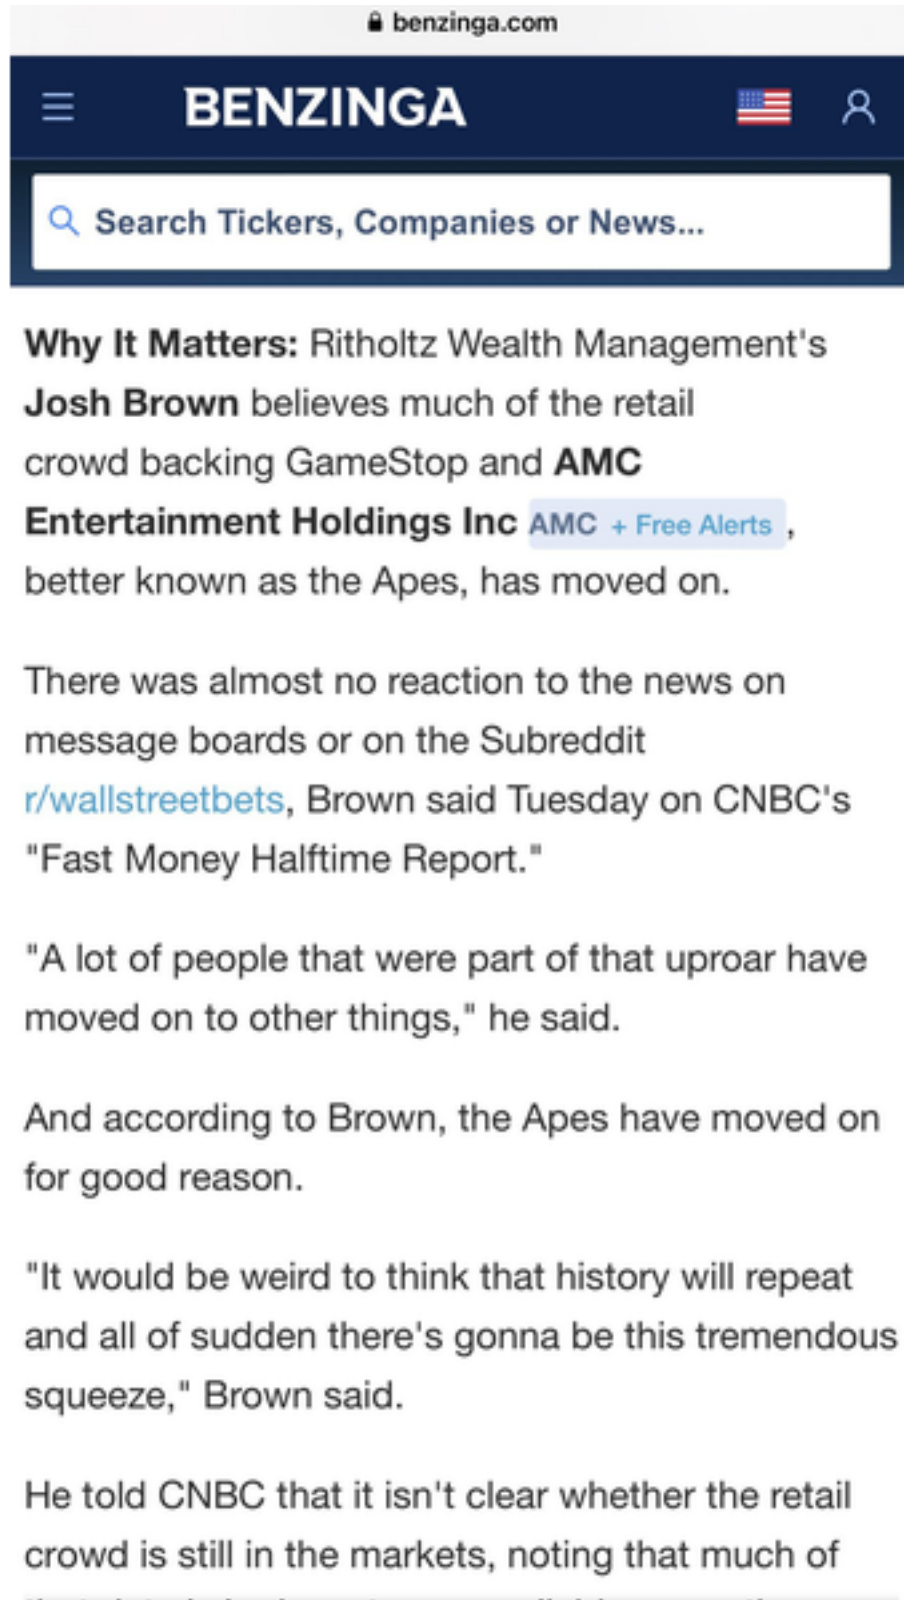 benzinga.com
BENZINGA
Search Tickers, Companies or News...
Why It Matters: Ritholtz Wealth Management's
Josh Brown believes much of the retail
crowd backing GameStop and AMC
Entertainment Holdings Inc AMC + Free Alerts ,
better known as the Apes, has moved on.
There was almost no reaction to the news on
message boards or on the Subreddit
r/wallstreetbets, Brown said Tuesday on CNBC's
"Fast Money Halftime Report."
"A lot of people that were part of that uproar have
moved on to other things," he said.
And according to Brown, the Apes have moved on
for good reason.
"It would be weird to think that history will repeat
and all of sudden there's gonna be this tremendous
squeeze," Brown said.
He told CNBC that it isn't clear whether the retail
crowd is still in the markets, noting that much of